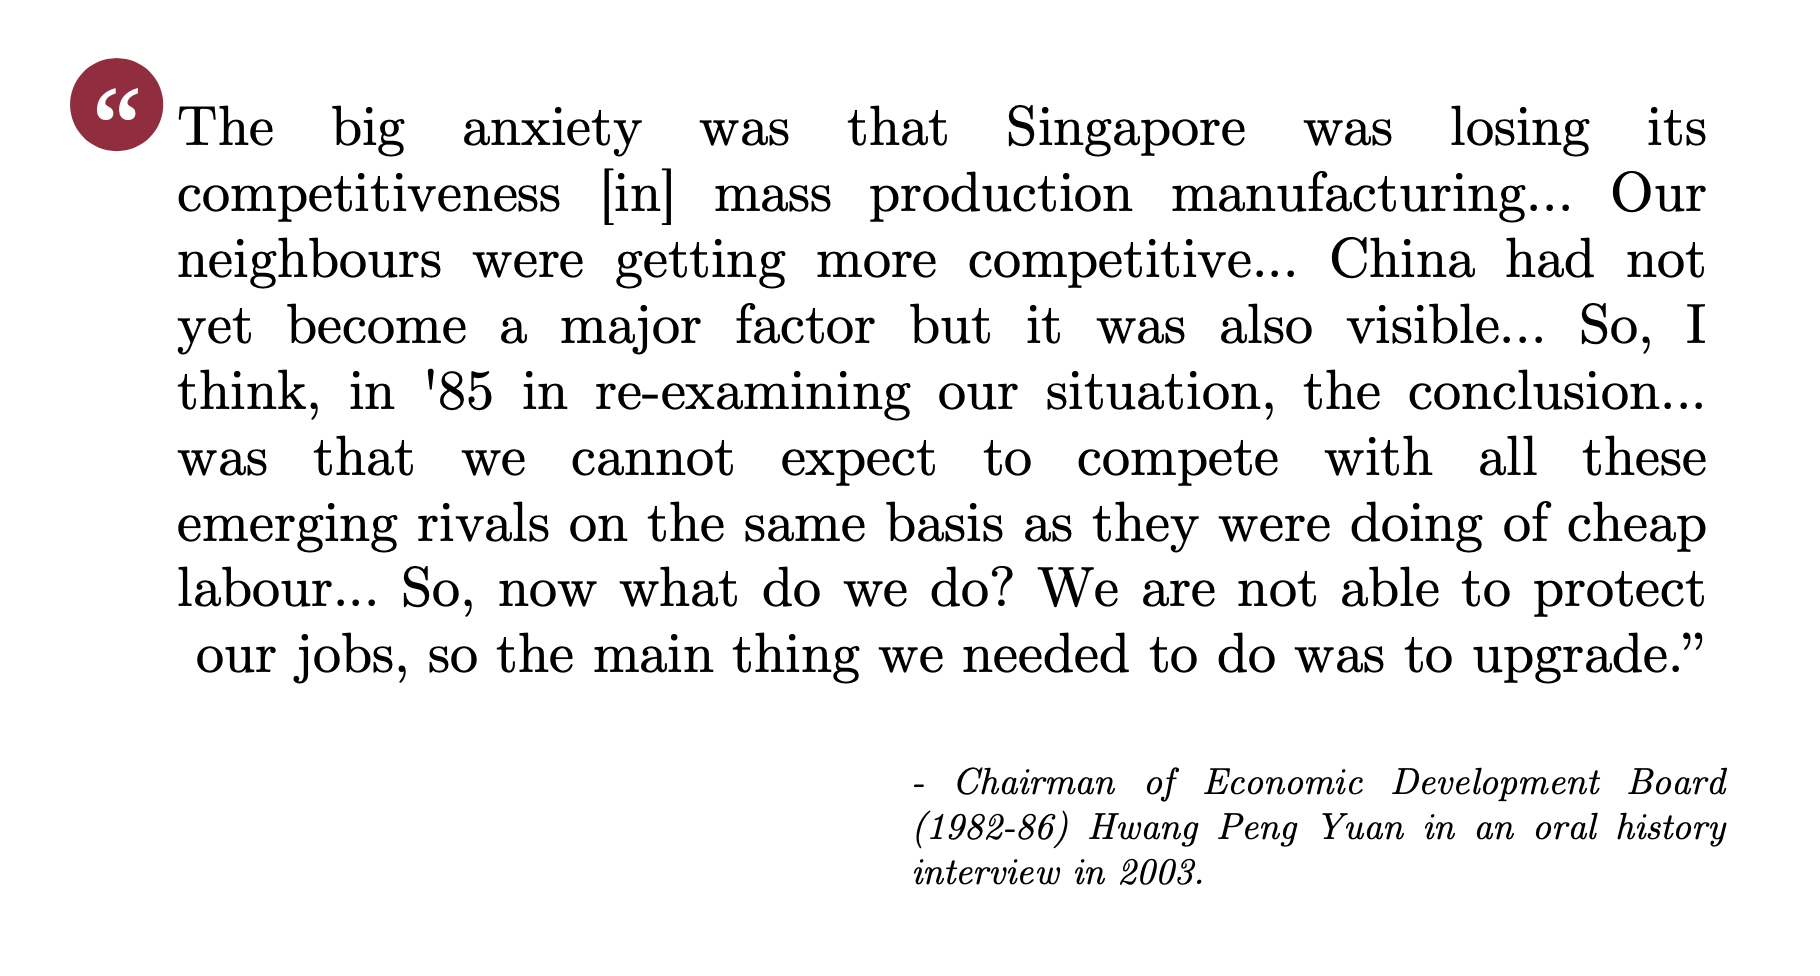 “ The big anxiety was that Singapore was losing its
competitiveness [in] mass production manufacturing... Our
neighbours were getting more competitive... China had not
yet become a major factor but it was also visible... So, I
think, in '85 in re-examining our situation, the conclusion...
was that we cannot expect to compete with all these
emerging rivals on the same basis as they were doing of cheap
labour... So, now what do we do? We are not able to protect
our jobs, so the main thing we needed to do was to upgrade.”
- Chairman of Economic Development Board
(1982-86) Hwang Peng Yuan in an oral history
interview in 2003.